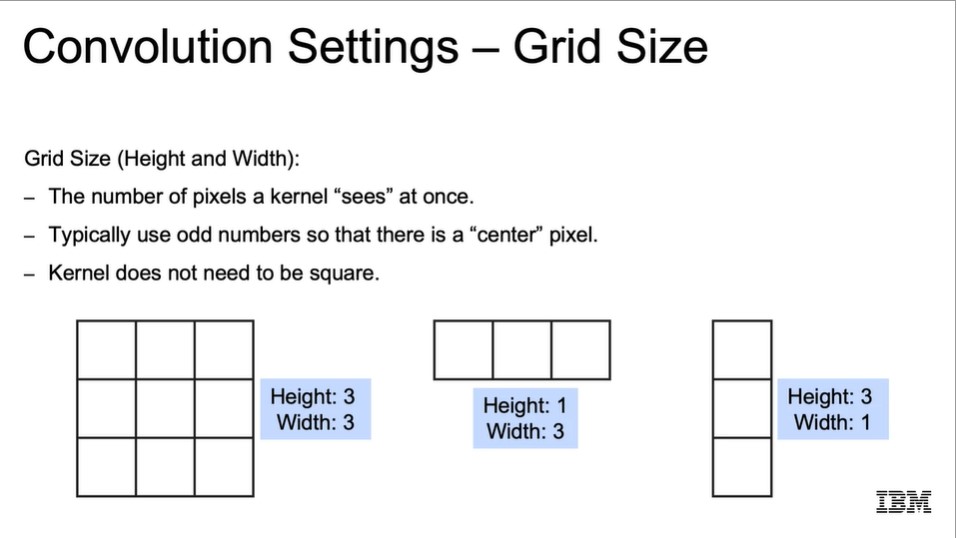 Convolution Settings – Grid Size
Grid Size (Height and Width):
– The number of pixels a kernel “sees” at once.
– Typically use odd numbers so that there is a “center” pixel.
– Kernel does not need to be square.
Height: 3
Width: 3
Height: 1
Width: 3
Height: 3
Width: 1
IBM